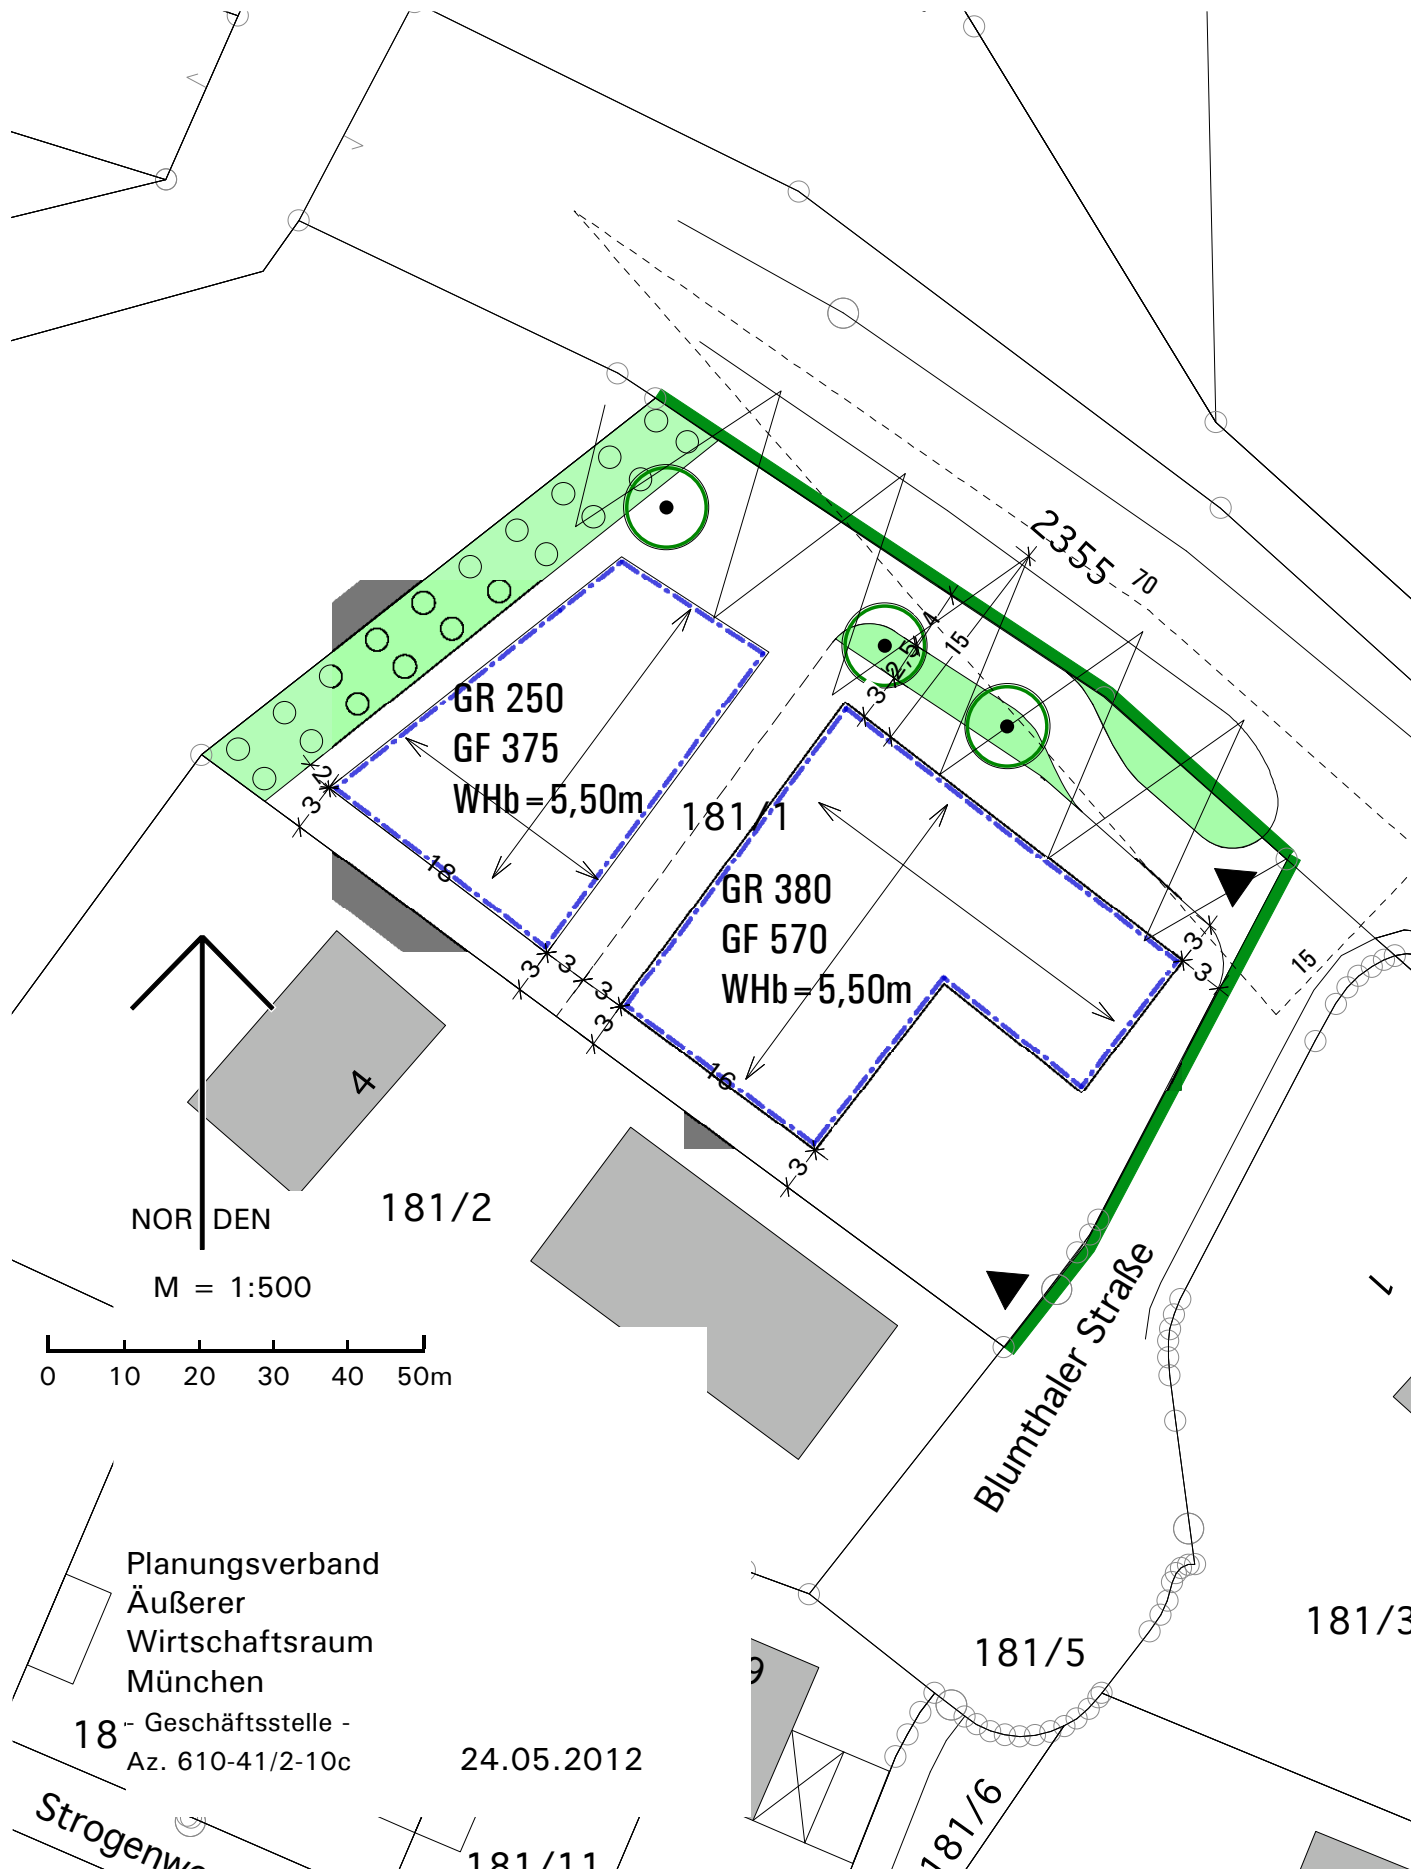 2355
70
4
15
2,5
3
GR 250
GF 375
WHb=5,50m
2
3
18
181/1
GR 380
GF 570
WHb=5,50m
3
3
15
3
3
3
3
16
3
4
181/2
NORDEN
M = 1:500
0 10 20 30 40 50m
Blumthaler Straße
1
Planungsverband
Äußerer
Wirtschaftsraum
München
- Geschäftsstelle -
Az. 610-41/2-10c
24.05.2012
18
9
181/5
181/3
181/6
181/11
Strogenwe